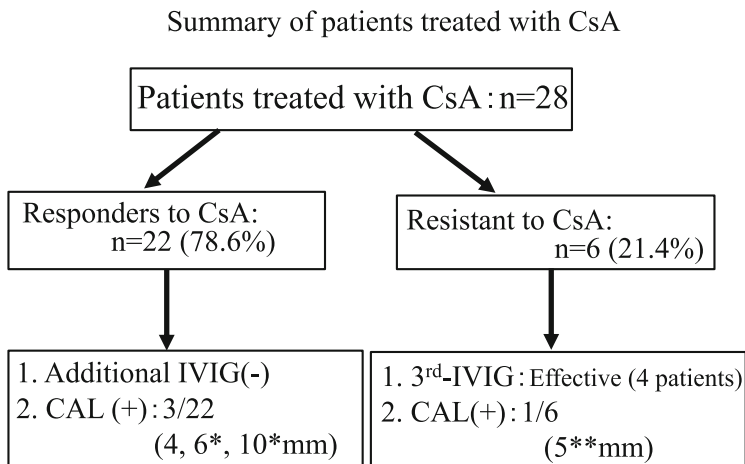 Summary of patients treated with CsA
Patients treated with CsA : n=28
Responders to CsA:
n=22 (78.6%)
Resistant to CsA:
n=6 (21.4%)
1. Additional IVIG(-)
2. CAL (+) : 3/22
(4, 6*, 10*mm)
1. 3rd-IVIG : Effective (4 patients)
2. CAL(+) : 1/6
(5**mm)